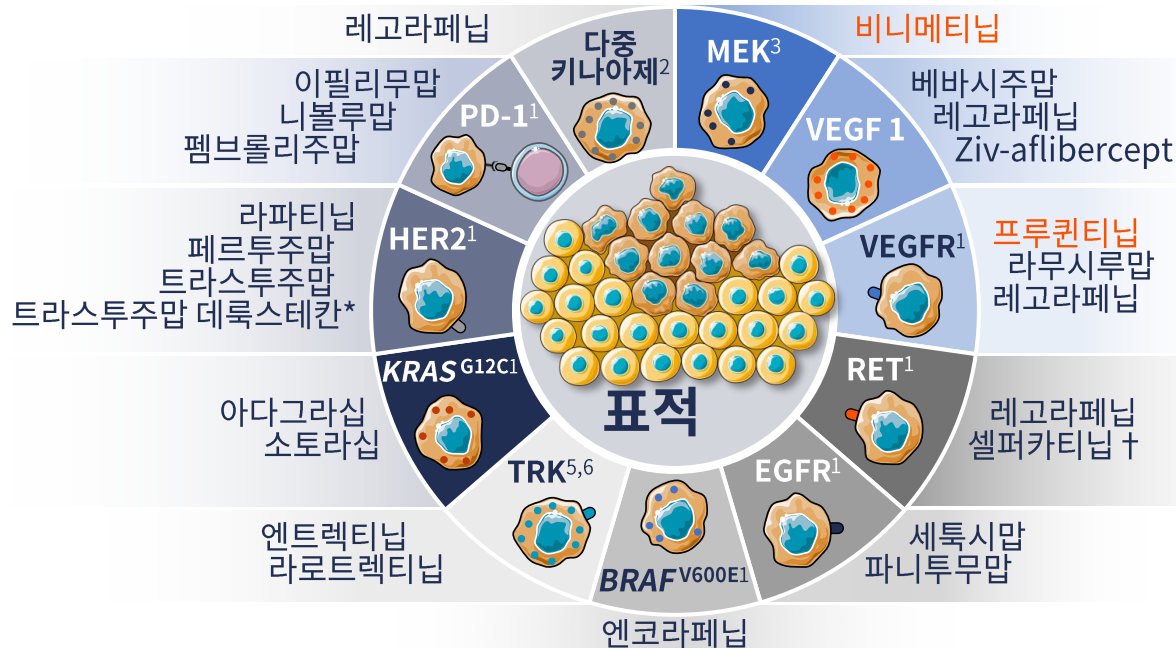 레고라페닙
다중
키나아제2
MEK3
비니메티닙
이필리무맙
니볼루맙
펨브롤리주맙
PD-11
VEGF 1
베바시주맙
레고라페닙
Ziv-aflibercept
라파티닙
페르투주맙
트라스투주맙
트라스투주맙 데룩스테칸*
HER21
VEGFR1
프루퀸티닙
라무시루맙
레고라페닙
아다그라십
소토라십
KRAS G12C1
표적
RET1
레고라페닙
셀퍼카티닙 †
엔트렉티닙
라로트렉티닙
TRK5,6
BRAF V600E1
EGFR1
세툭시맙
파니투무맙
엔코라페닙